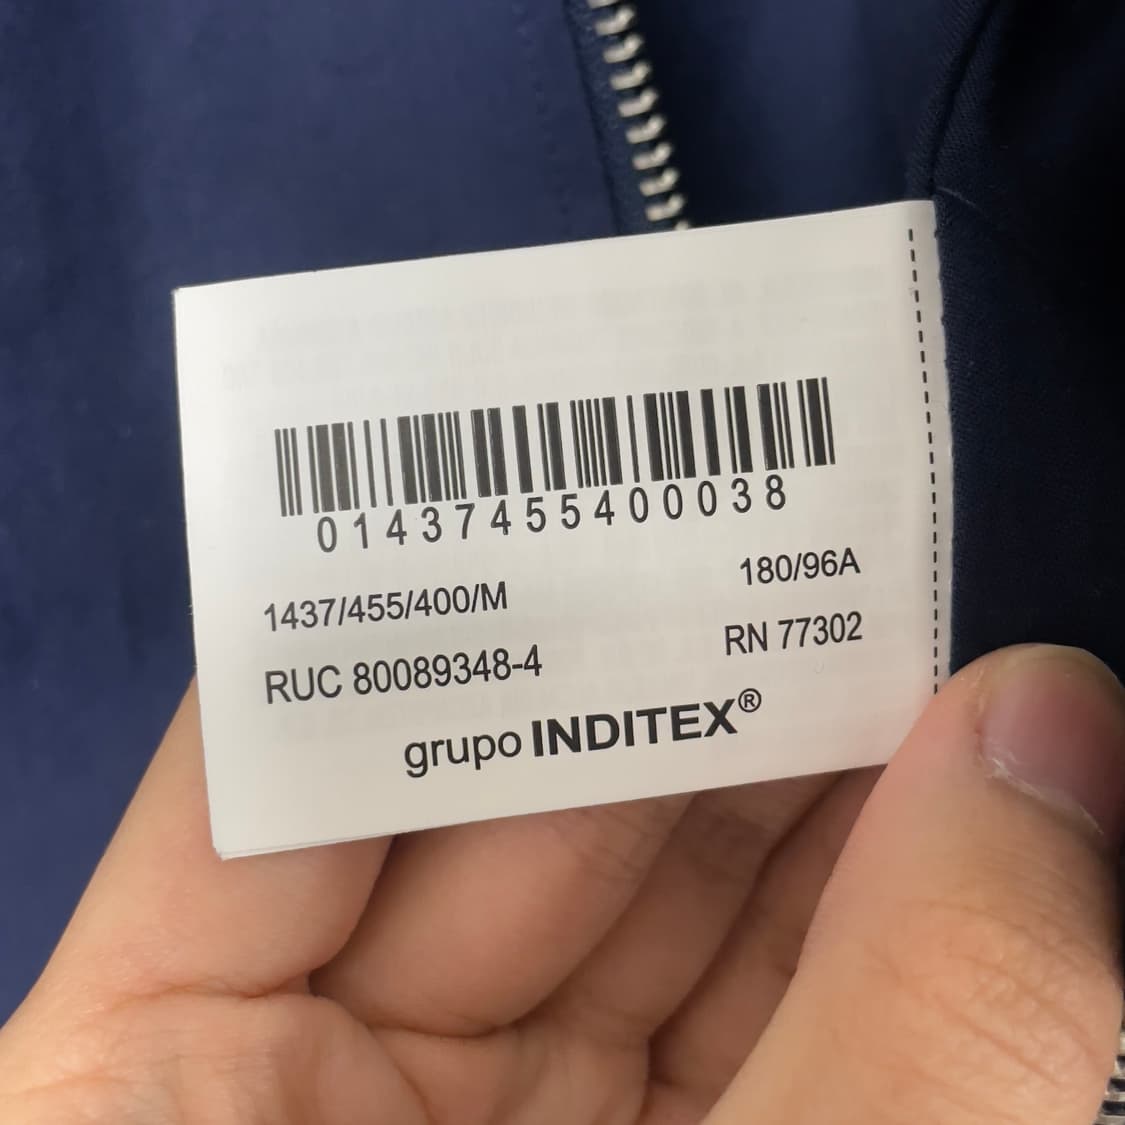 01437455400038
1437/455/400/M 180/96A
RUC 80089348-4 RN 77302
grupo INDITEX®